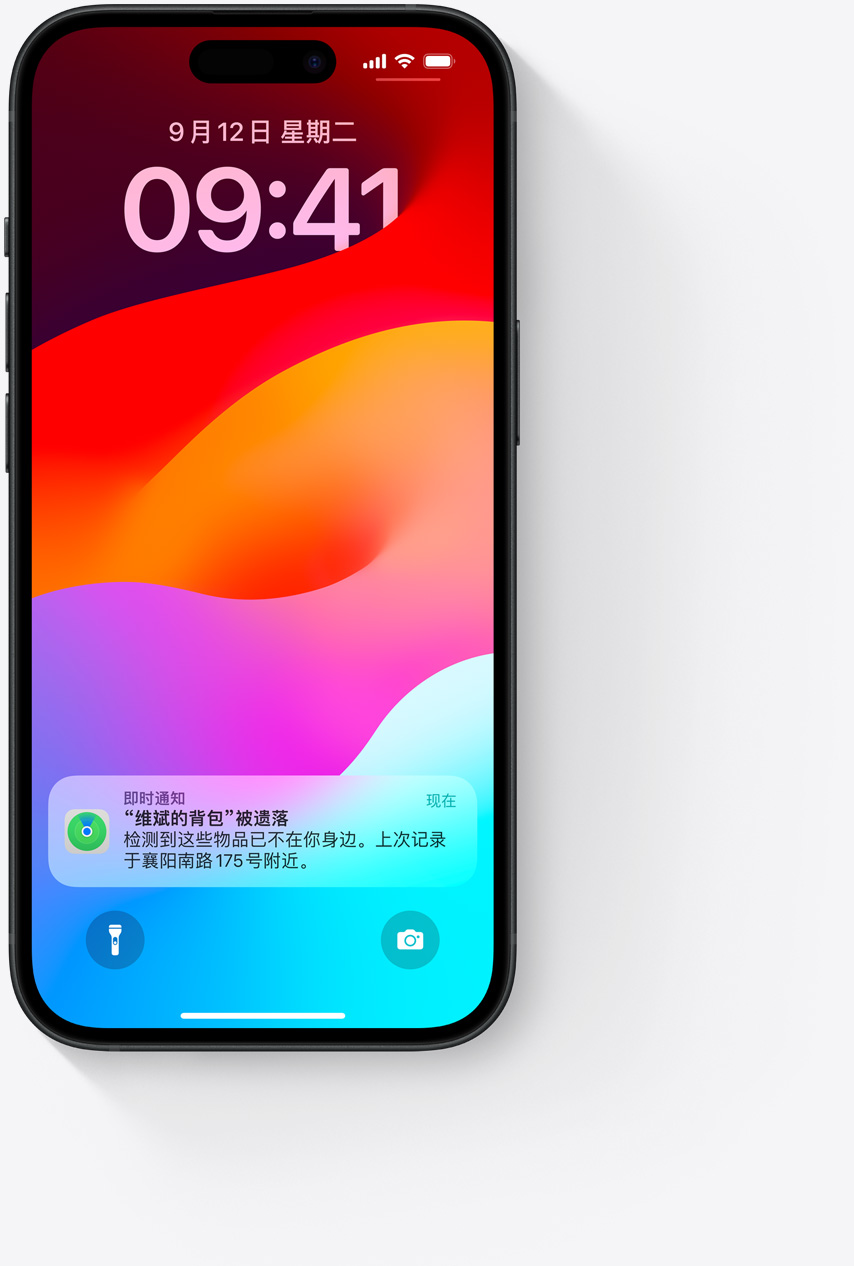 9月12日 星期二
09:41
即时通知
现在
“维斌的背包”被遗落
检测到这些物品已不在你身边。上次记录
于襄阳南路175号附近。